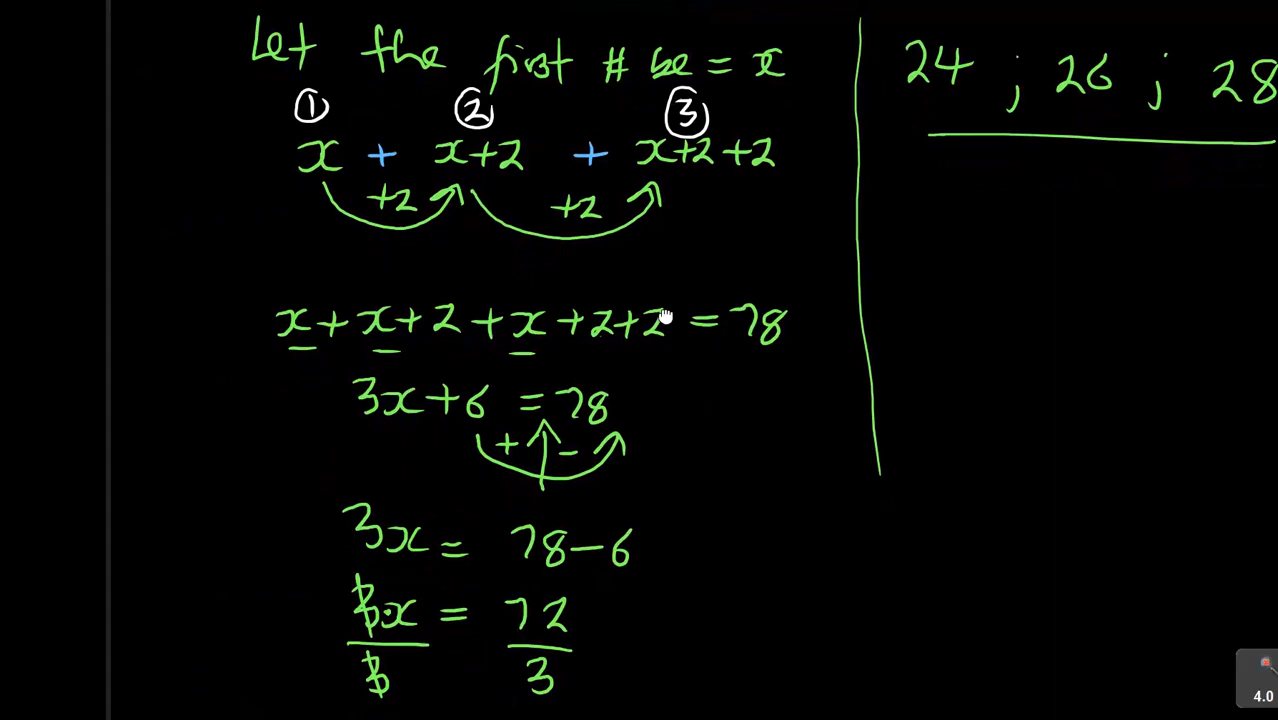 Let the first # be = x
① ② ③
x + x+2 + x+2+2
+2 +2
x+x+2+x+2+2 = 78
3x+6 = 78
+ -
3x = 78-6
3·x = 72
3 3
24 ; 26 ; 28
4.0